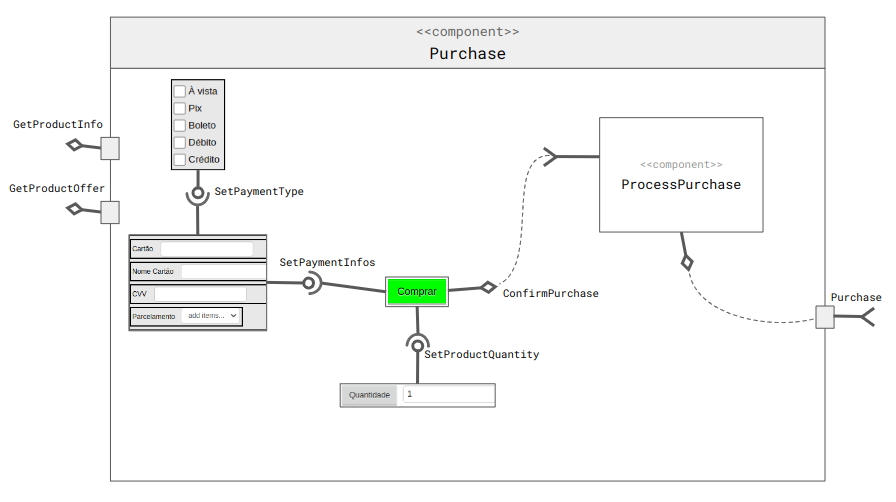 <<component>>
Purchase
À vista
Pix
Boleto
Débito
Crédito
GetProductInfo
GetProductOffer
SetPaymentType
Cartão
Nome Cartão
CVV
Parcelamento add items...
SetPaymentInfos
Comprar
ConfirmPurchase
SetProductQuantity
Quantidade 1
<<component>>
ProcessPurchase
Purchase